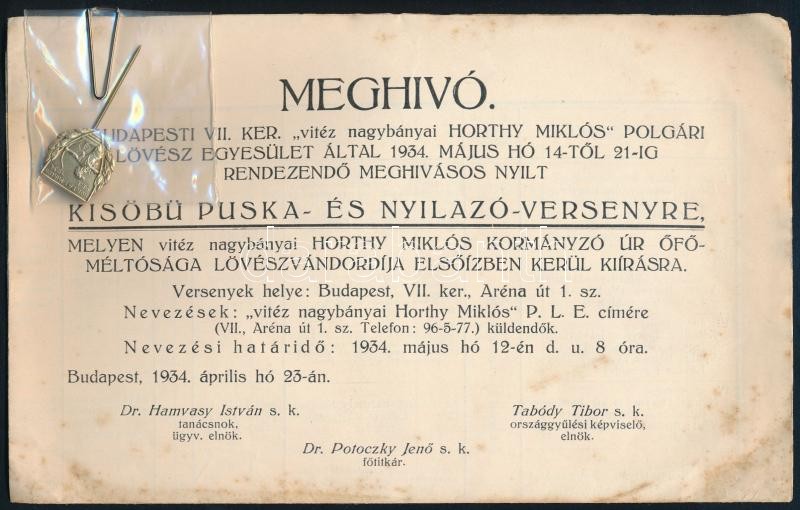 MEGHIVÓ.
BUDAPESTI VII. KER. „vitéz nagybányai HORTHY MIKLÓS“ POLGÁRI
LÖVÉSZ EGYESÜLET ÁLTAL 1934. MÁJUS HÓ 14-TŐL 21-IG
RENDEZENDŐ MEGHIVÁSOS NYILT
KISÖBÜ PUSKA- ÉS NYILAZÓ-VERSENYRE,
MELYEN vitéz nagybányai HORTHY MIKLÓS KORMÁNYZÓ ÚR ŐFŐ-
MÉLTÓSÁGA LÖVÉSZVÁNDORDÍJA ELSŐÍZBEN KERÜL KIÍRÁSRA.
Versenyek helye: Budapest, VII. ker., Aréna út 1. sz.
Nevezések: „vitéz nagybányai Horthy Miklós“ P. L. E. címére
(VII., Aréna út 1. sz. Telefon: 96-5-77.) küldendők.
Nevezési határidő: 1934. május hó 12-én d. u. 8 óra.
Budapest, 1934. április hó 23-án.
Dr. Hamvasy István s. k.
tanácsnok,
ügyv. elnök.
Dr. Potoczky Jenő s. k.
főtitkár.
Tabódy Tibor s. k.
országgyűlési képviselő,
elnök.